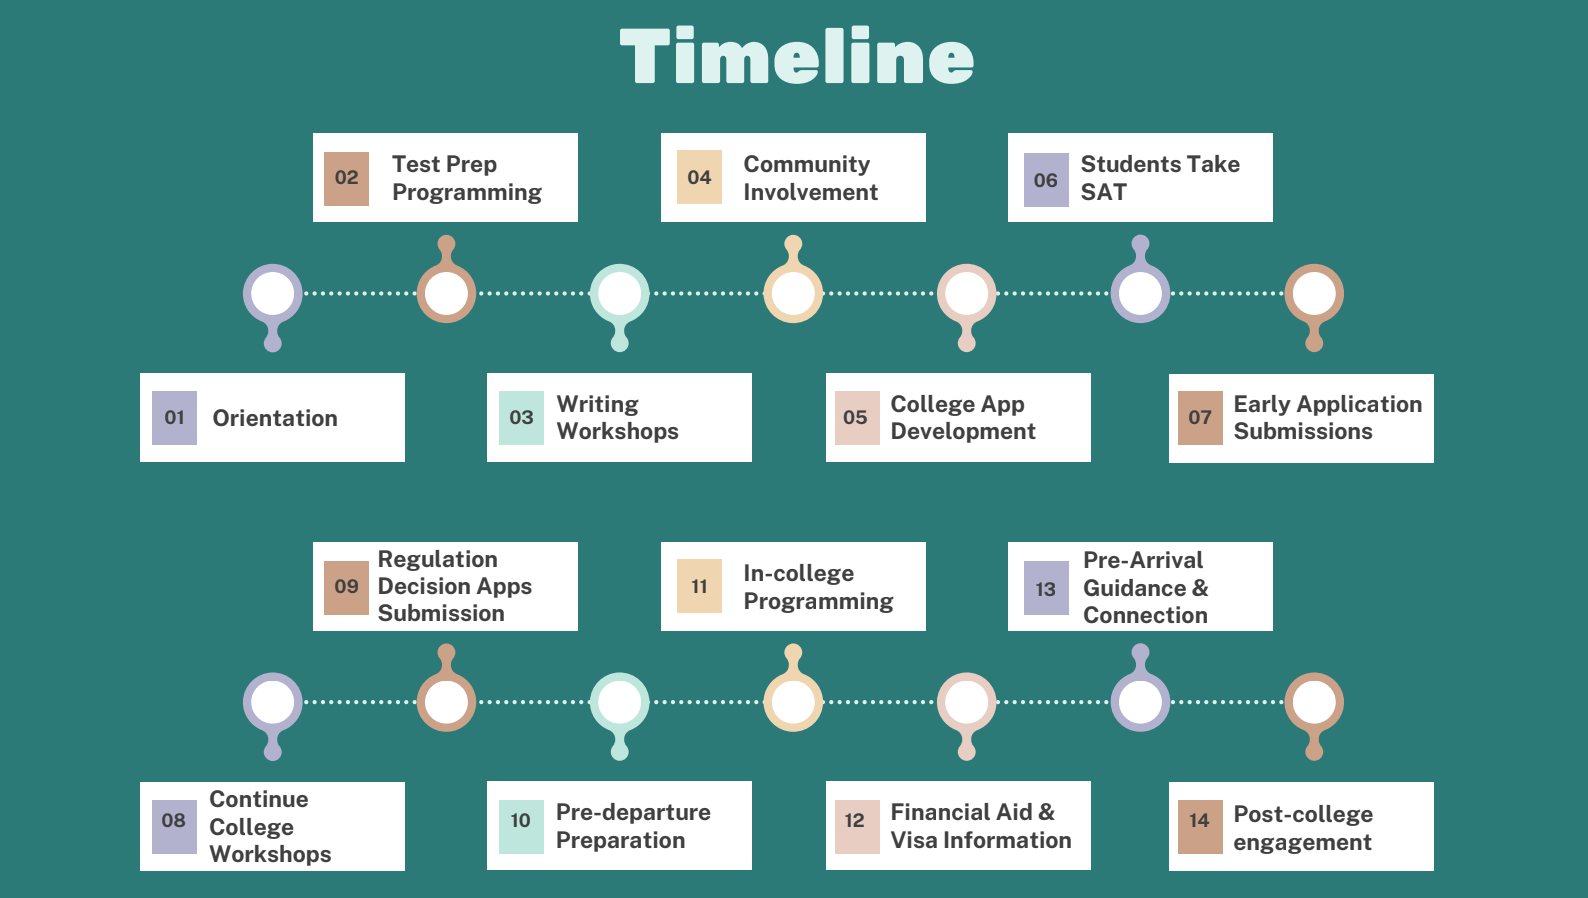 Timeline
01
Orientation
02
Test Prep
Programming
03
Writing
Workshops
04
Community
Involvement
05
College App
Development
06
Students Take
SAT
07
Early Application
Submissions
08
Continue
College
Workshops
09
Regulation
Decision Apps
Submission
10
Pre-departure
Preparation
11
In-college
Programming
12
Financial Aid &
Visa Information
13
Pre-Arrival
Guidance &
Connection
14
Post-college
engagement